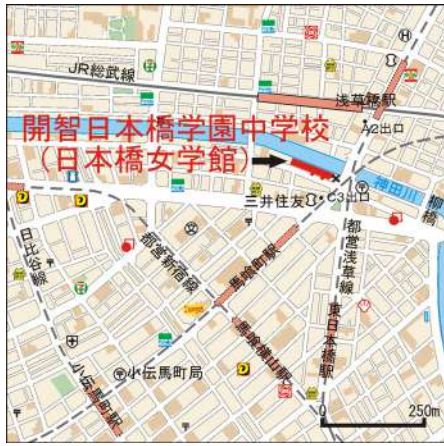 JR総武線
浅草橋駅
A2出口
開智日本橋学園中学校
(日本橋女学館)
神田川
柳橋
三井住友
C3出口
日比谷線
都営新宿線
馬喰町駅
都営浅草線
東日本橋駅
馬喰横山駅
小伝馬町局
小伝馬町駅
0 250m